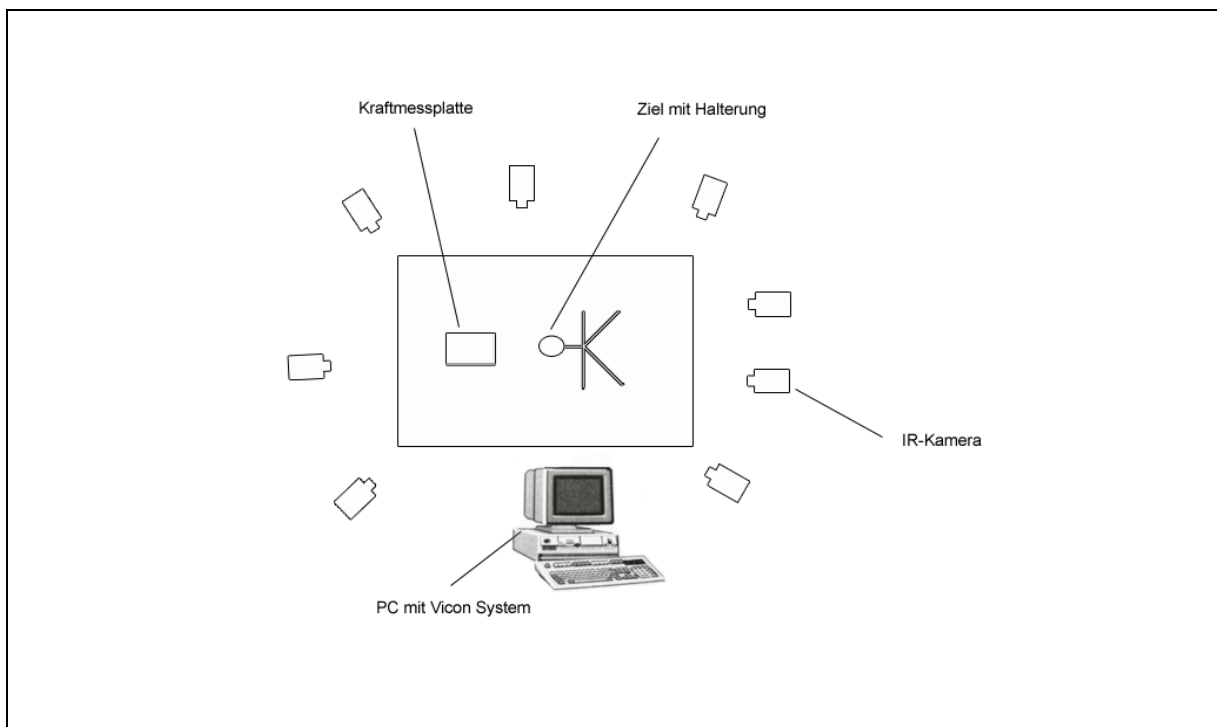 Kraftmessplatte
Ziel mit Halterung
IR-Kamera
PC mit Vicon System